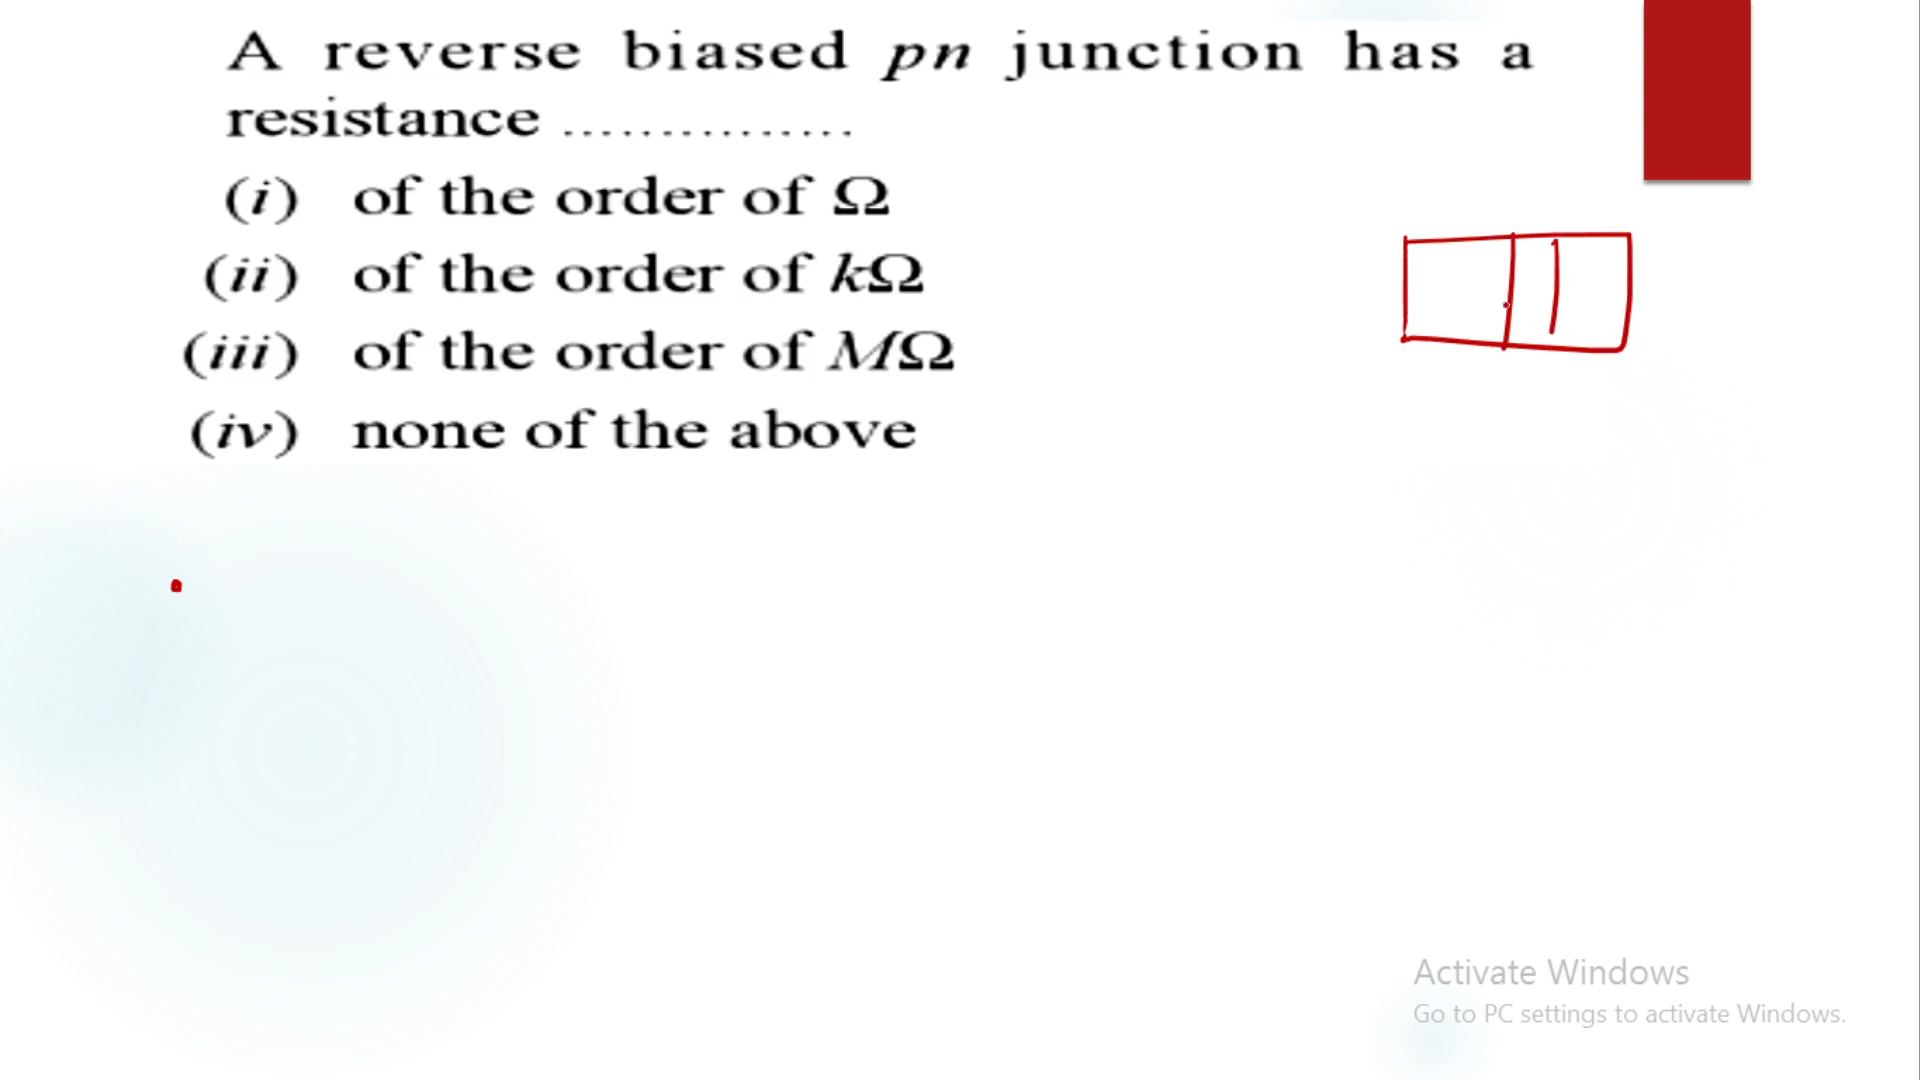 A reverse biased pn junction has a
resistance ...............
(i) of the order of Ω
(ii) of the order of kΩ
(iii) of the order of MΩ
(iv) none of the above
Activate Windows
Go to PC settings to activate Windows.